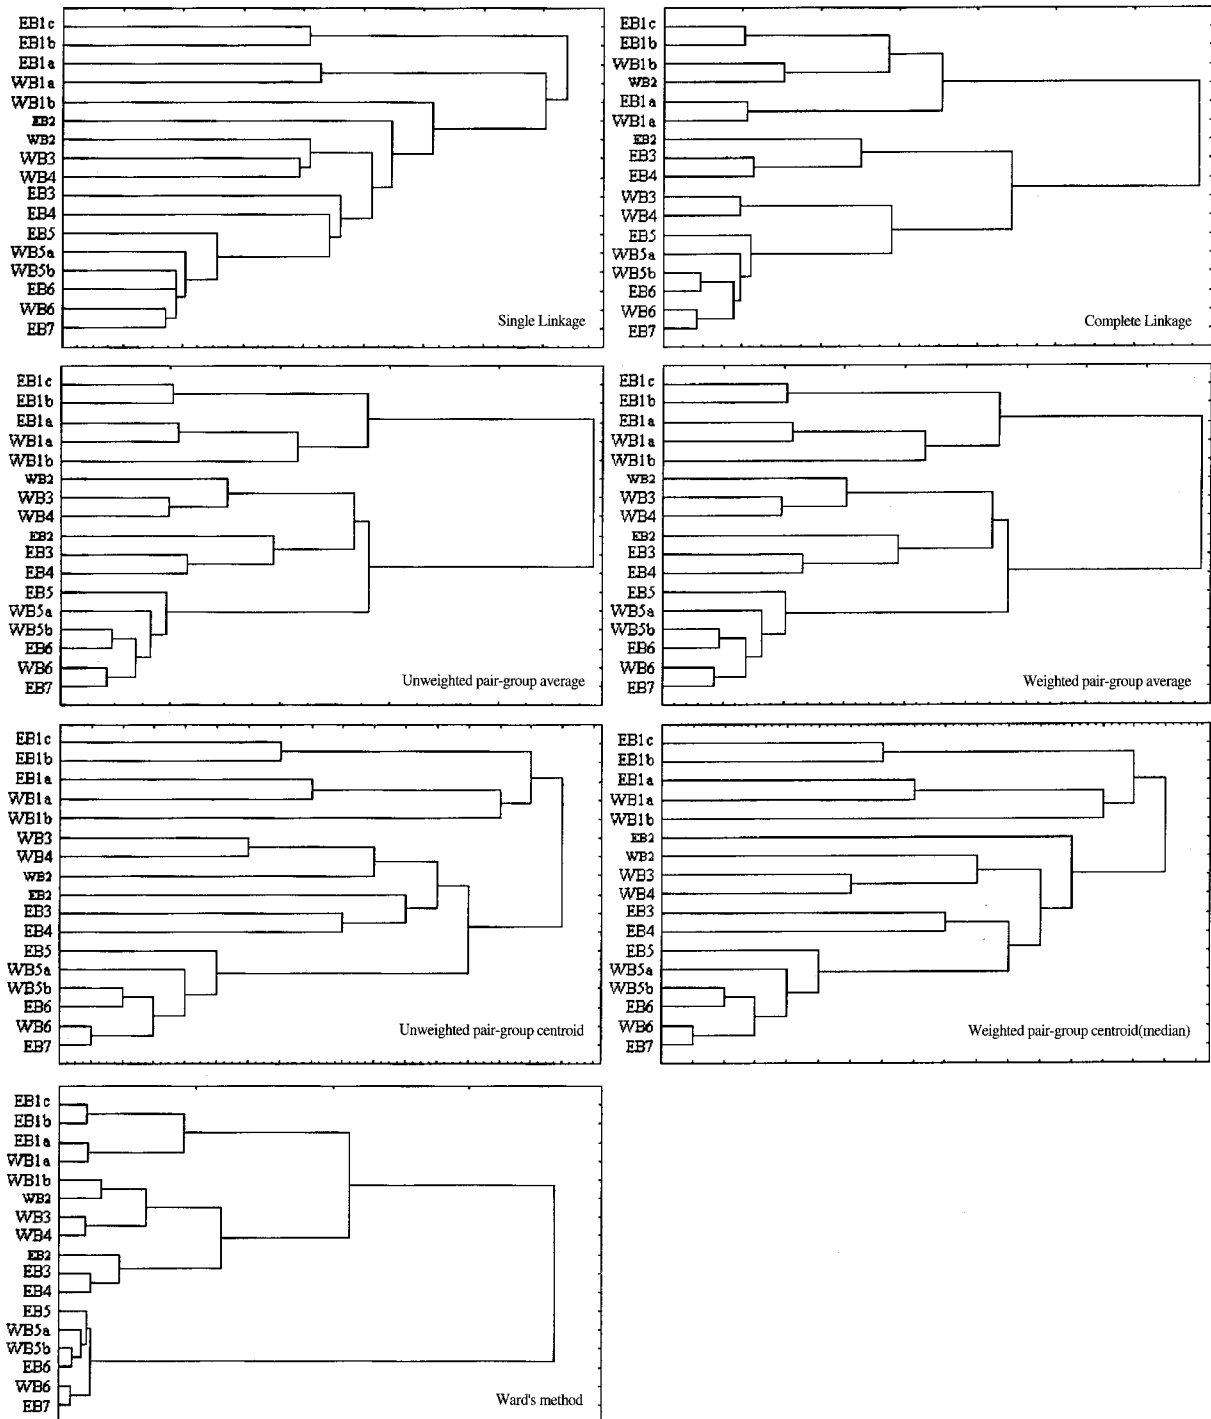 EB1c
EB1b
EB1a
WB1a
WB1b
EB2
WB2
WB3
WB4
EB3
EB4
EB5
WB5a
WB5b
EB6
WB6
EB7
Single Linkage
EB1c
EB1b
WB1b
WB2
EB1a
WB1a
EB2
EB3
EB4
WB3
WB4
EB5
WB5a
WB5b
EB6
WB6
EB7
Complete Linkage
EB1c
EB1b
EB1a
WB1a
WB1b
WB2
WB3
WB4
EB2
EB3
EB4
EB5
WB5a
WB5b
EB6
WB6
EB7
Unweighted pair-group average
EB1c
EB1b
EB1a
WB1a
WB1b
WB2
WB3
WB4
EB2
EB3
EB4
EB5
WB5a
WB5b
EB6
WB6
EB7
Weighted pair-group average
EB1c
EB1b
EB1a
WB1a
WB1b
WB3
WB4
WB2
EB2
EB3
EB4
EB5
WB5a
WB5b
EB6
WB6
EB7
Unweighted pair-group centroid
EB1c
EB1b
EB1a
WB1a
WB1b
EB2
WB2
WB3
WB4
EB3
EB4
EB5
WB5a
WB5b
EB6
WB6
EB7
Weighted pair-group centroid(median)
EB1c
EB1b
EB1a
WB1a
WB1b
WB2
WB3
WB4
EB2
EB3
EB4
EB5
WB5a
WB5b
EB6
WB6
EB7
Ward's method